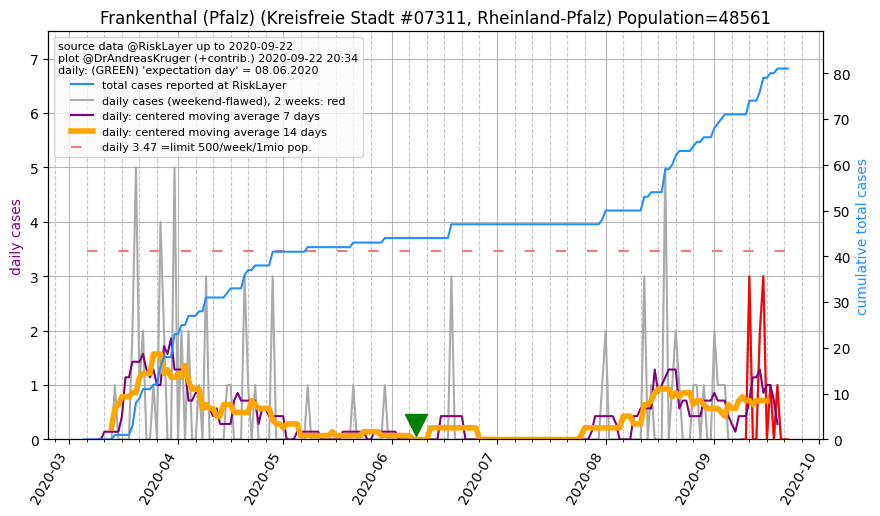 Frankenthal (Pfalz) (Kreisfreie Stadt #07311, Rheinland-Pfalz) Population=48561
source data @RiskLayer up to 2020-09-22
plot @DrAndreasKruger (+contrib.) 2020-09-22 20:34
daily: (GREEN) 'expectation day' = 08.06.2020
total cases reported at RiskLayer
daily cases (weekend-flawed), 2 weeks: red
daily: centered moving average 7 days
daily: centered moving average 14 days
daily 3.47 =limit 500/week/1mio pop.
daily cases
7
6
5
4
3
2
1
0
cumulative total cases
80
70
60
50
40
30
20
10
0
2020-03
2020-04
2020-05
2020-06
2020-07
2020-08
2020-09
2020-10